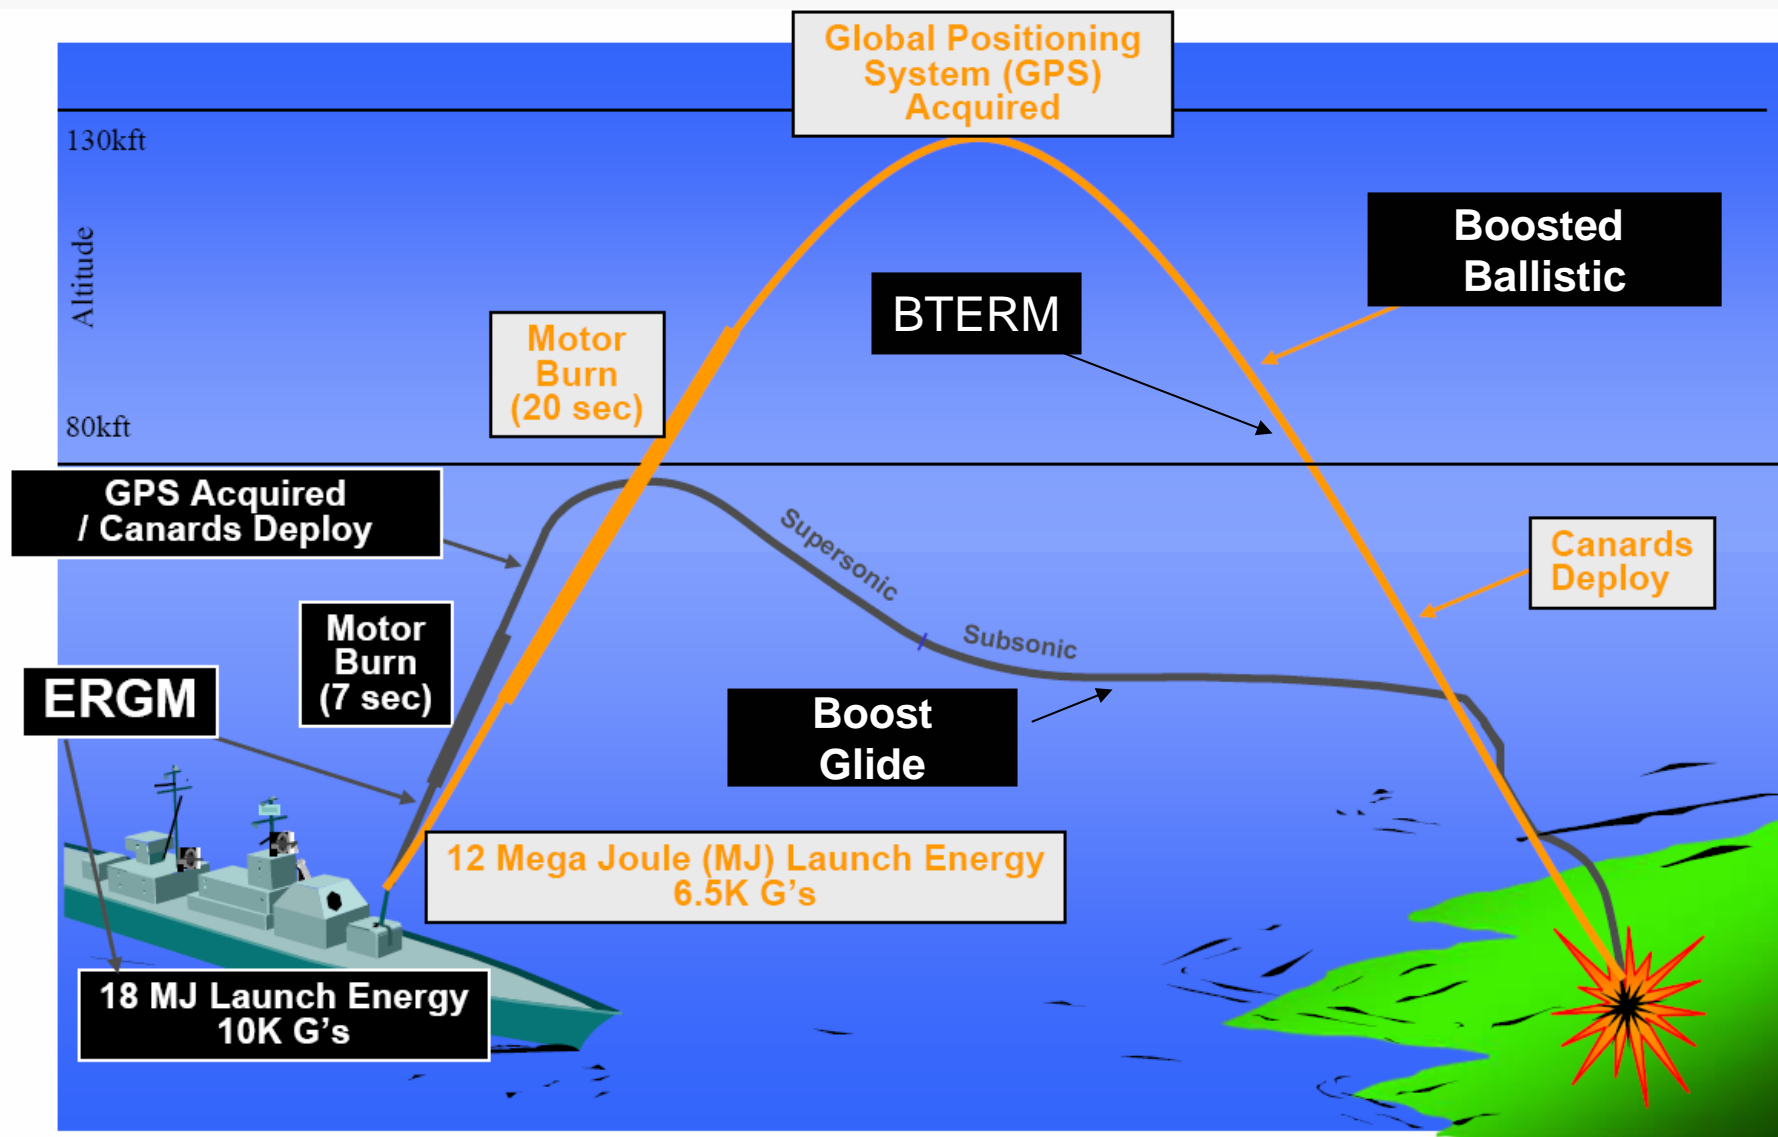 Global Positioning
System (GPS)
Acquired
130kft
Altitude
Boosted
Ballistic
BTERM
Motor
Burn
(20 sec)
80kft
GPS Acquired
/ Canards Deploy
Supersonic
Canards
Deploy
Motor
Burn
(7 sec)
Subsonic
ERGM
Boost
Glide
12 Mega Joule (MJ) Launch Energy
6.5K G's
18 MJ Launch Energy
10K G's